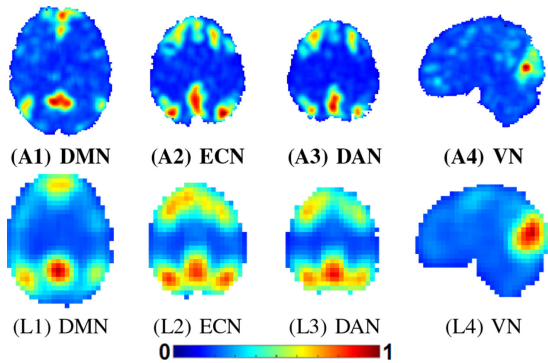 (A1) DMN (A2) ECN (A3) DAN (A4) VN
(L1) DMN (L2) ECN (L3) DAN (L4) VN
0 1